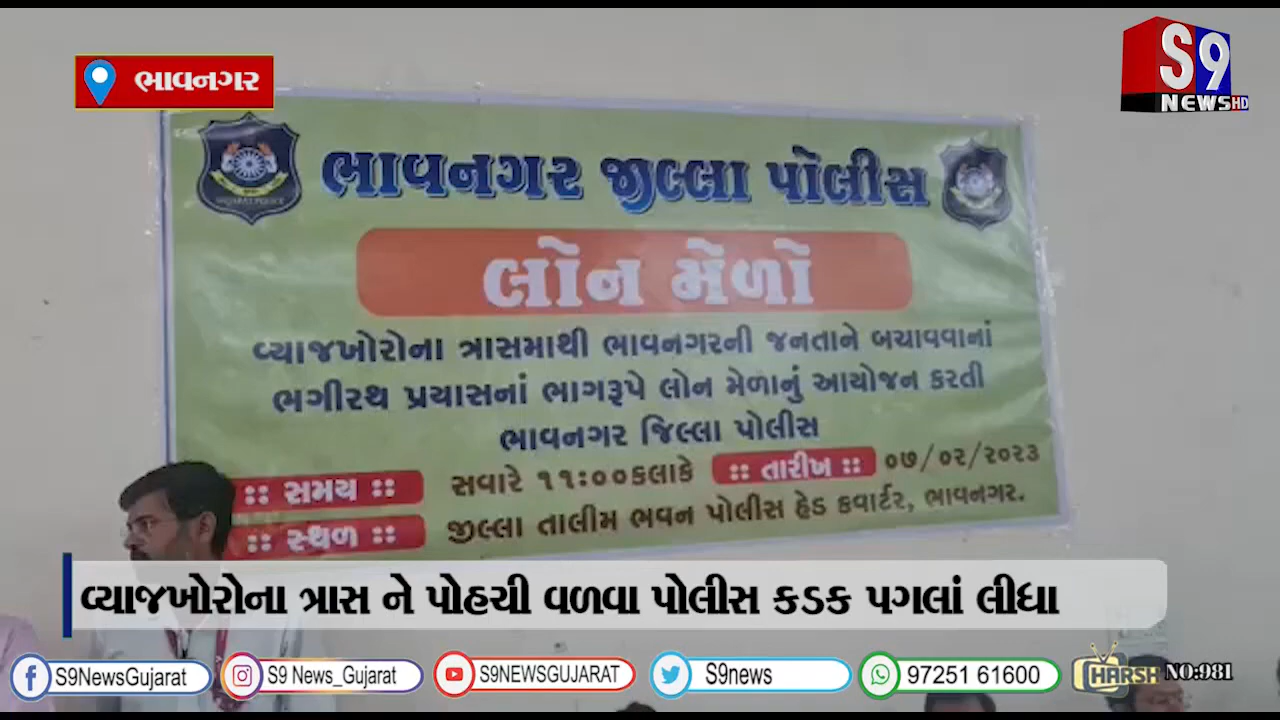 ભાવનગર
S9
NEWS HD
ભાવનગર જીલ્લા પોલીસ
લોન મેળો
વ્યાજખોરોના ત્રાસમાથી ભાવનગરની જનતાને બચાવવાનાં
ભગીરથ પ્રયાસનાં ભાગરૂપે લોન મેળાનું આયોજન કરતી
ભાવનગર જિલ્લા પોલીસ
:: સમય :: સવારે ૧૧:૦૦કલાકે :: તારીખ :: ૦૭/૦૨/૨૦૨૩
:: સ્થળ :: જીલ્લા તાલીમ ભવન પોલીસ હેડ કવાર્ટર, ભાવનગર.
વ્યાજખોરોના ત્રાસ ને પોહચી વળવા પોલીસ કડક પગલાં લીધા
S9NewsGujarat S9 News_Gujarat S9NEWSGUJARAT S9news 97251 61600 CHARSH NO:981